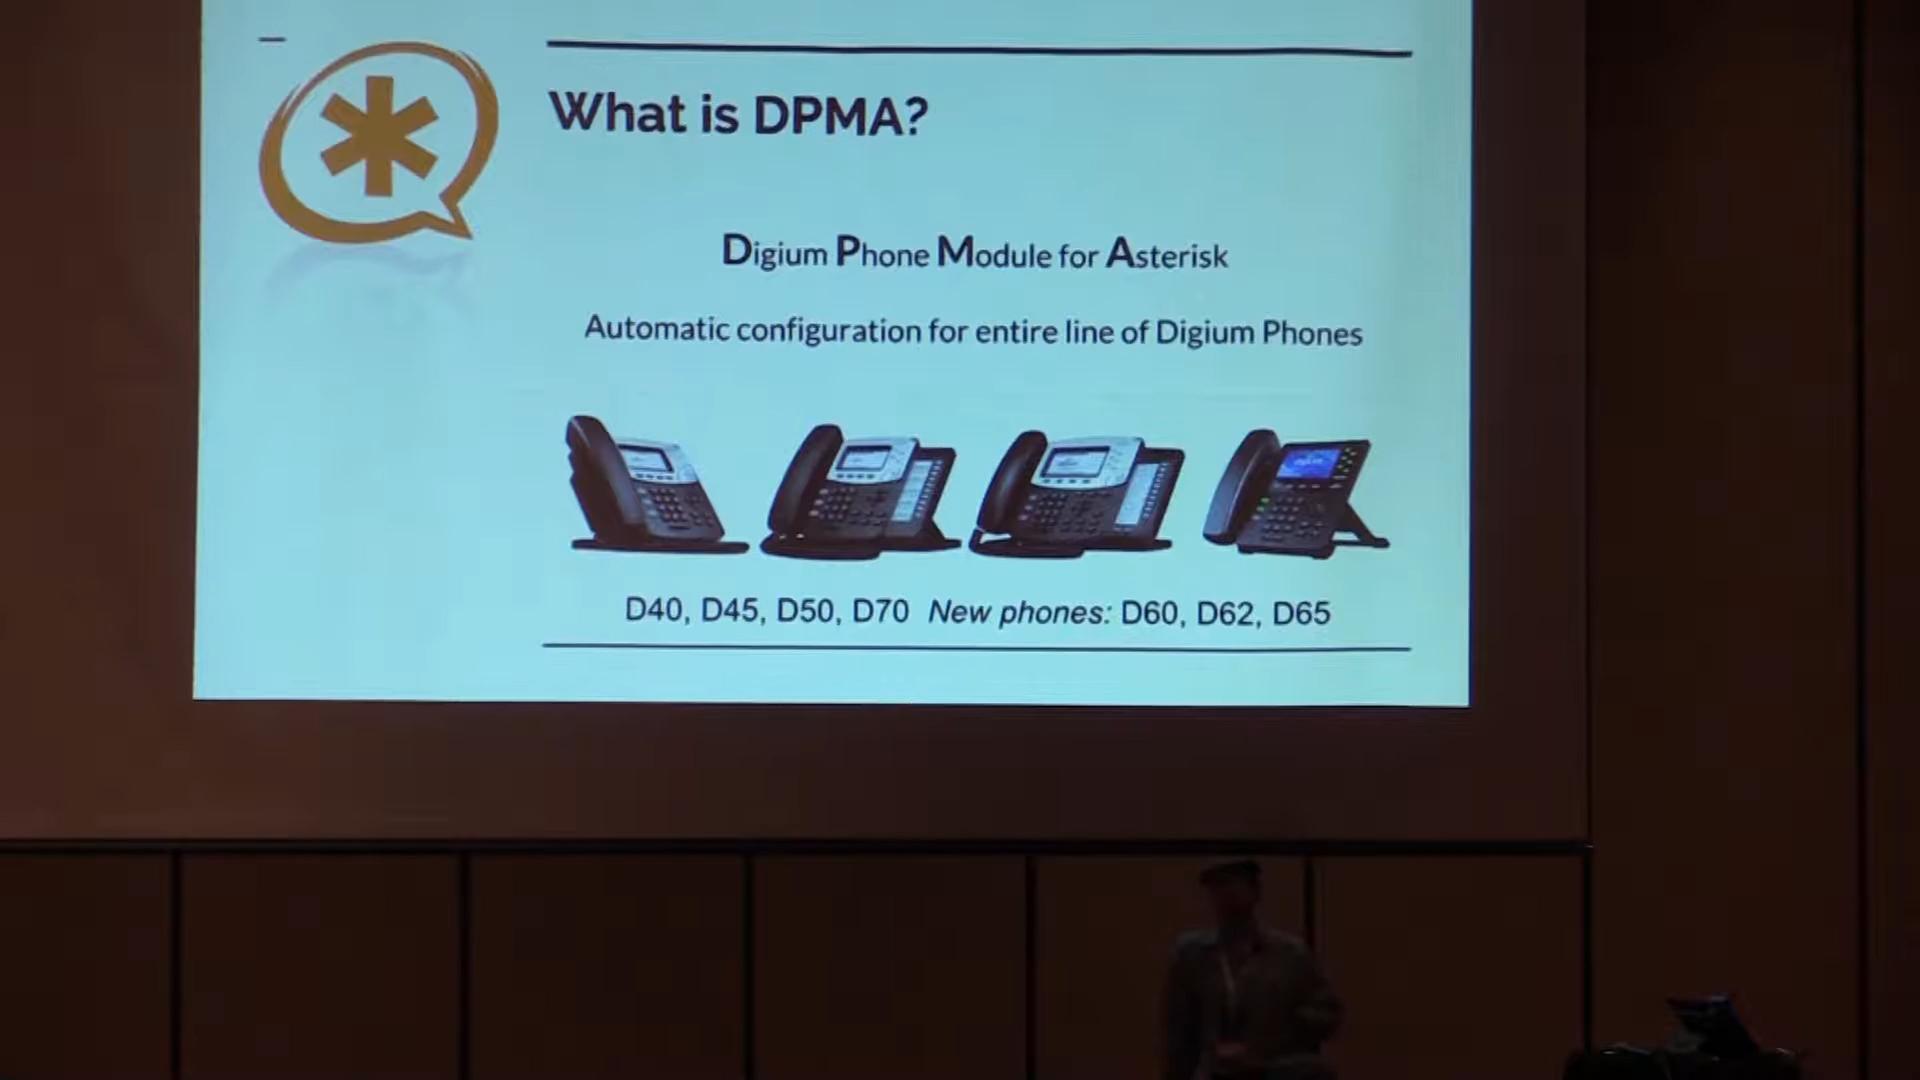 What is DPMA?
Digium Phone Module for Asterisk
Automatic configuration for entire line of Digium Phones
D40, D45, D50, D70 New phones: D60, D62, D65